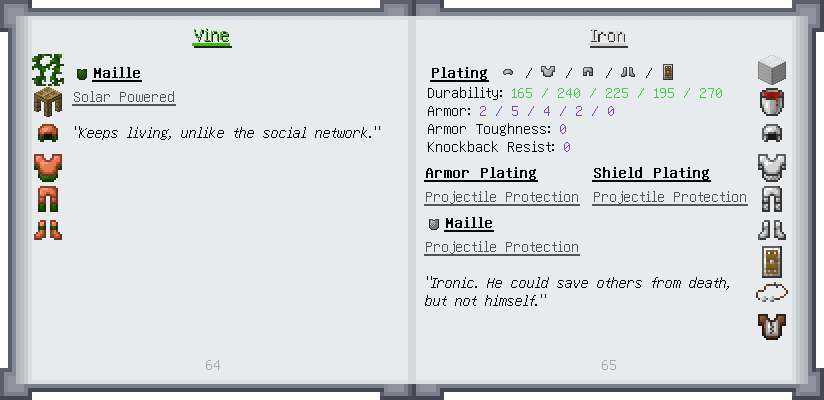 Vine
Maille
Solar Powered
"Keeps living, unlike the social network."
64
Iron
Plating / / / /
Durability: 165 / 240 / 225 / 195 / 270
Armor: 2 / 5 / 4 / 2 / 0
Armor Toughness: 0
Knockback Resist: 0
Armor Plating Shield Plating
Projectile Protection Projectile Protection
Maille
Projectile Protection
"Ironic. He could save others from death,
but not himself."
65